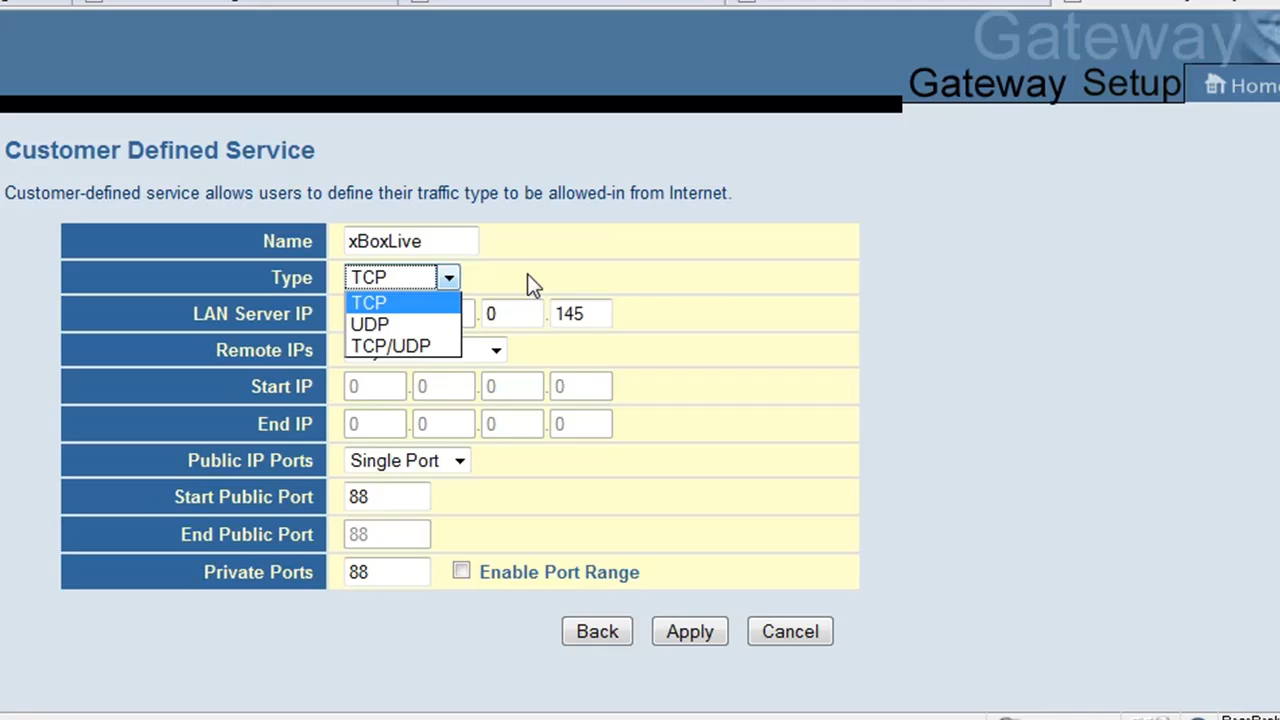 Gateway
Gateway Setup
Customer Defined Service
Customer-defined service allows users to define their traffic type to be allowed-in from Internet.
Name xBoxLive
Type TCP
TCP
LAN Server IP . 0 . 145
UDP
Remote IPs
TCP/UDP
Start IP 0 . 0 . 0 . 0
End IP 0 . 0 . 0 . 0
Public IP Ports Single Port
Start Public Port 88
End Public Port 88
Private Ports 88 Enable Port Range
Back Apply Cancel